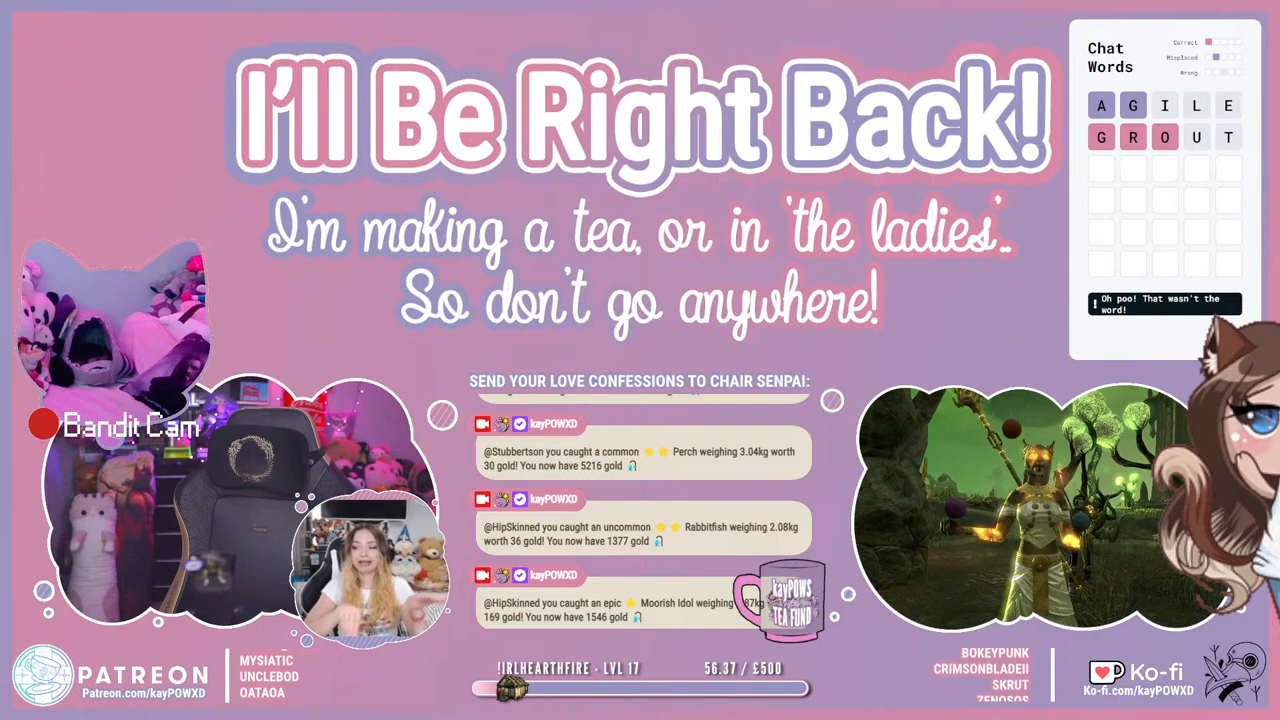 I'll Be Right Back!
I'm making a tea, or in 'the ladies'..
So don't go anywhere!
Chat
Words
Correct
Misplaced
Wrong
A G I L E
G R O U T
! Oh poo! That wasn't the
word!
Bandit Cam
SEND YOUR LOVE CONFESSIONS TO CHAIR SENPAI:
kayPOWXD
@Stubbertson you caught a common ⭐⭐ Perch weighing 3.04kg worth
30 gold! You now have 5216 gold 🎣
kayPOWXD
@HipSkinned you caught an uncommon ⭐⭐ Rabbitfish weighing 2.08kg
worth 36 gold! You now have 1377 gold 🎣
kayPOWXD
@HipSkinned you caught an epic ⭐ Moorish Idol weighing
169 gold! You now have 1546 gold 🎣
kayPOWS
TEA FUND
PATREON
Patreon.com/kayPOWXD
MYSIATIC
UNCLEBOD
OATAOA
!IRLHEARTHFIRE - LVL 17
56.37 / £500
BOKEYPUNK
CRIMSONBLADEII
SKRUT
ZENOSOS
Ko-fi
Ko-fi.com/kayPOWXD